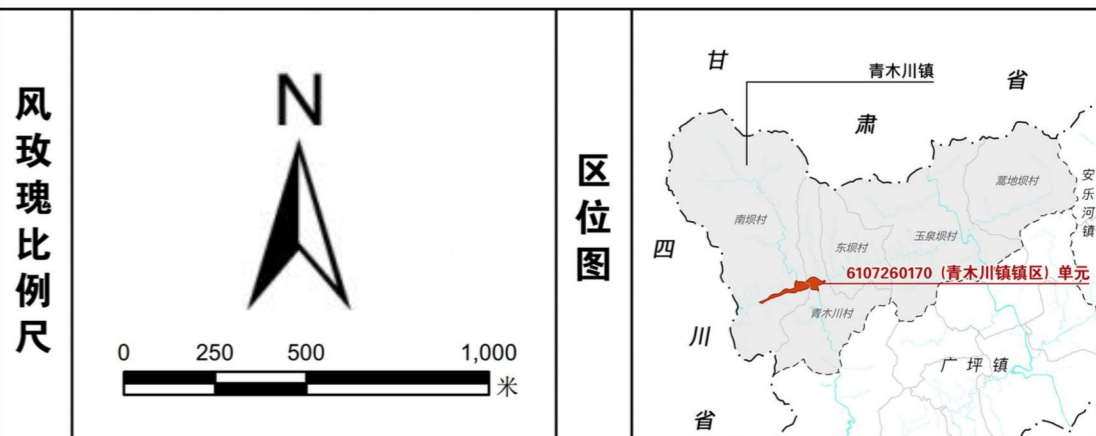 风玫瑰比例尺
N
0 250 500 1,000
米
区位图
甘
肃
省
青木川镇
蒿地坝村
安乐河镇
南坝村
东坝村
玉泉坝村
四
川
省
6107260170（青木川镇镇区）单元
青木川村
广坪镇